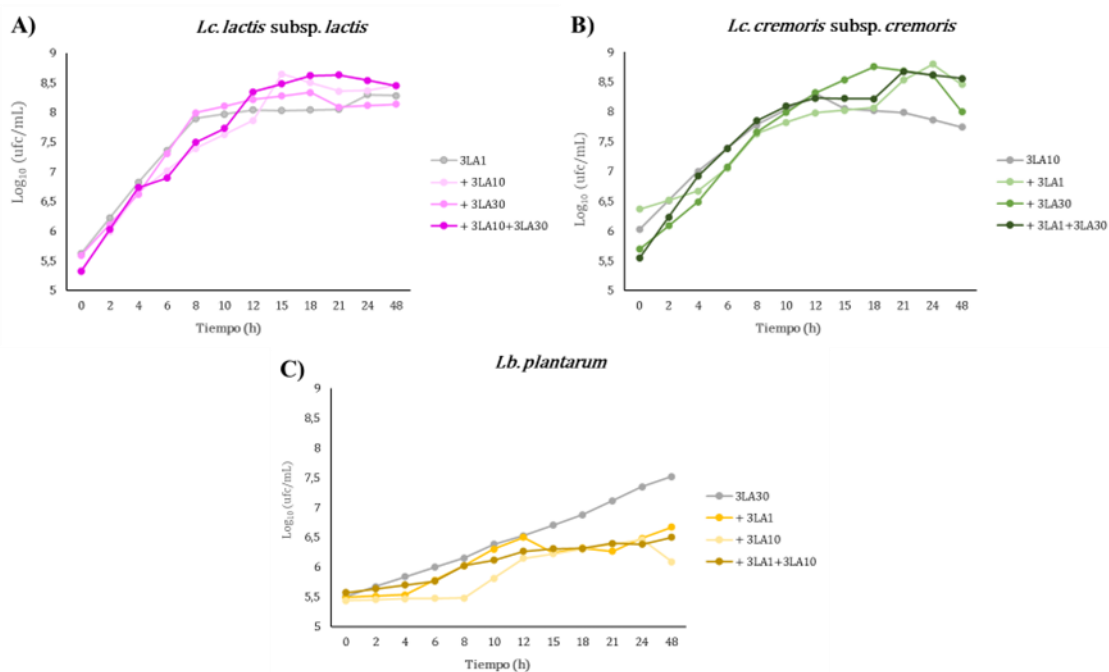 A)
Lc. lactis subsp. lactis
9
8,5
8
7,5
7
6,5
6
5,5
5
Log10 (ufc/mL)
0 2 4 6 8 10 12 15 18 21 24 48
Tiempo (h)
3LA1
+ 3LA10
+ 3LA30
+ 3LA10+3LA30
B)
Lc. cremoris subsp. cremoris
9
8,5
8
7,5
7
6,5
6
5,5
5
Log10 (ufc/mL)
0 2 4 6 8 10 12 15 18 21 24 48
Tiempo (h)
3LA10
+ 3LA1
+ 3LA30
+ 3LA1+3LA30
C)
Lb. plantarum
9
8,5
8
7,5
7
6,5
6
5,5
5
Log10 (ufc/mL)
0 2 4 6 8 10 12 15 18 21 24 48
Tiempo (h)
3LA30
+ 3LA1
+ 3LA10
+ 3LA1+3LA10